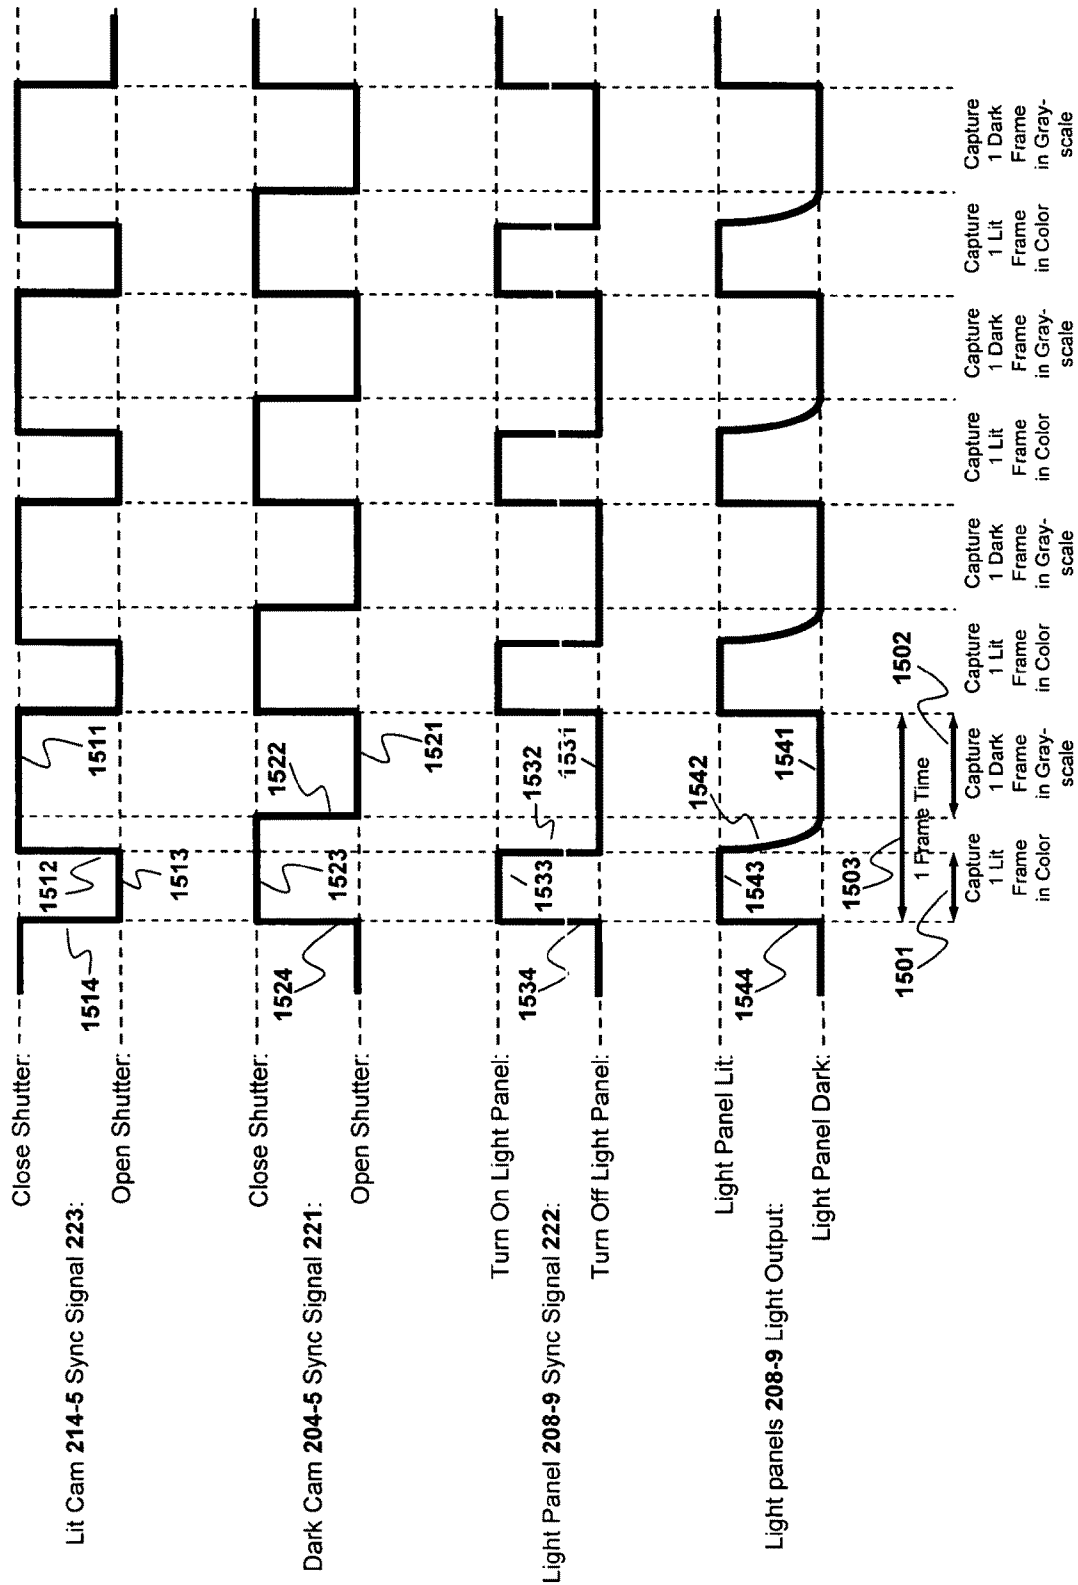 Lit Cam 214-5 Sync Signal 223:
Close Shutter:
Open Shutter:
1514
1512
1513
1511
Dark Cam 204-5 Sync Signal 221:
Close Shutter:
Open Shutter:
1524
1523
1522
1521
Light Panel 208-9 Sync Signal 222:
Turn On Light Panel:
Turn Off Light Panel:
1534
1533
1532
1531
Light panels 208-9 Light Output:
Light Panel Lit:
Light Panel Dark:
1544
1543
1542
1541
1503
1 Frame Time
1501
1502
Capture
1 Lit
Frame
in Color
Capture
1 Dark
Frame
in Gray-
scale
Capture
1 Lit
Frame
in Color
Capture
1 Dark
Frame
in Gray-
scale
Capture
1 Lit
Frame
in Color
Capture
1 Dark
Frame
in Gray-
scale
Capture
1 Lit
Frame
in Color
Capture
1 Dark
Frame
in Gray-
scale